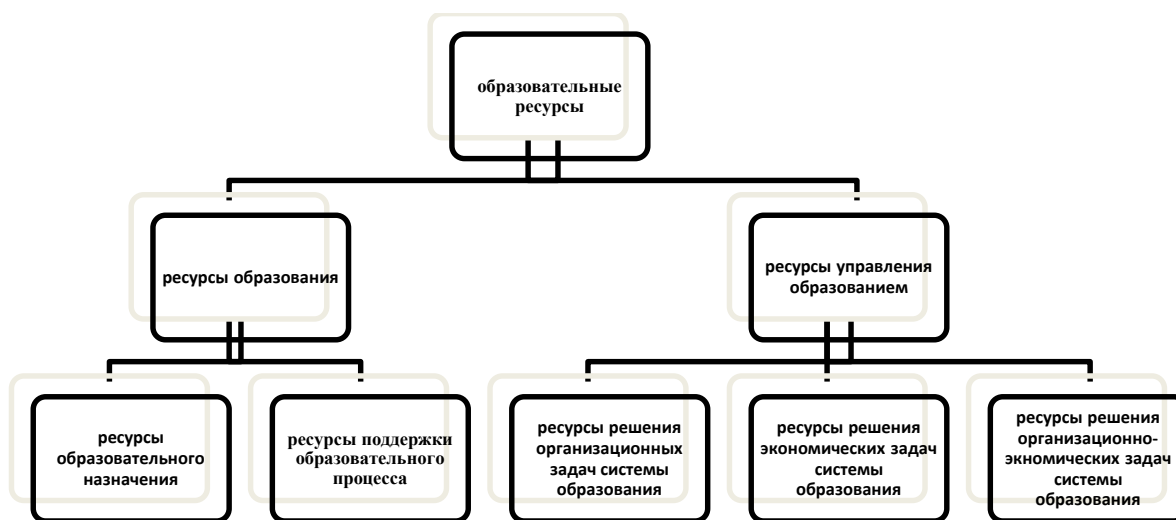 образовательные
ресурсы
ресурсы образования
ресурсы управления
образованием
ресурсы
образовательного
назначения
ресурсы поддержки
образовательного
процесса
ресурсы решения
организационных
задач системы
образования
ресурсы решения
экономических задач
системы
образования
ресурсы решения
организационно-
экномических задач
системы
образования